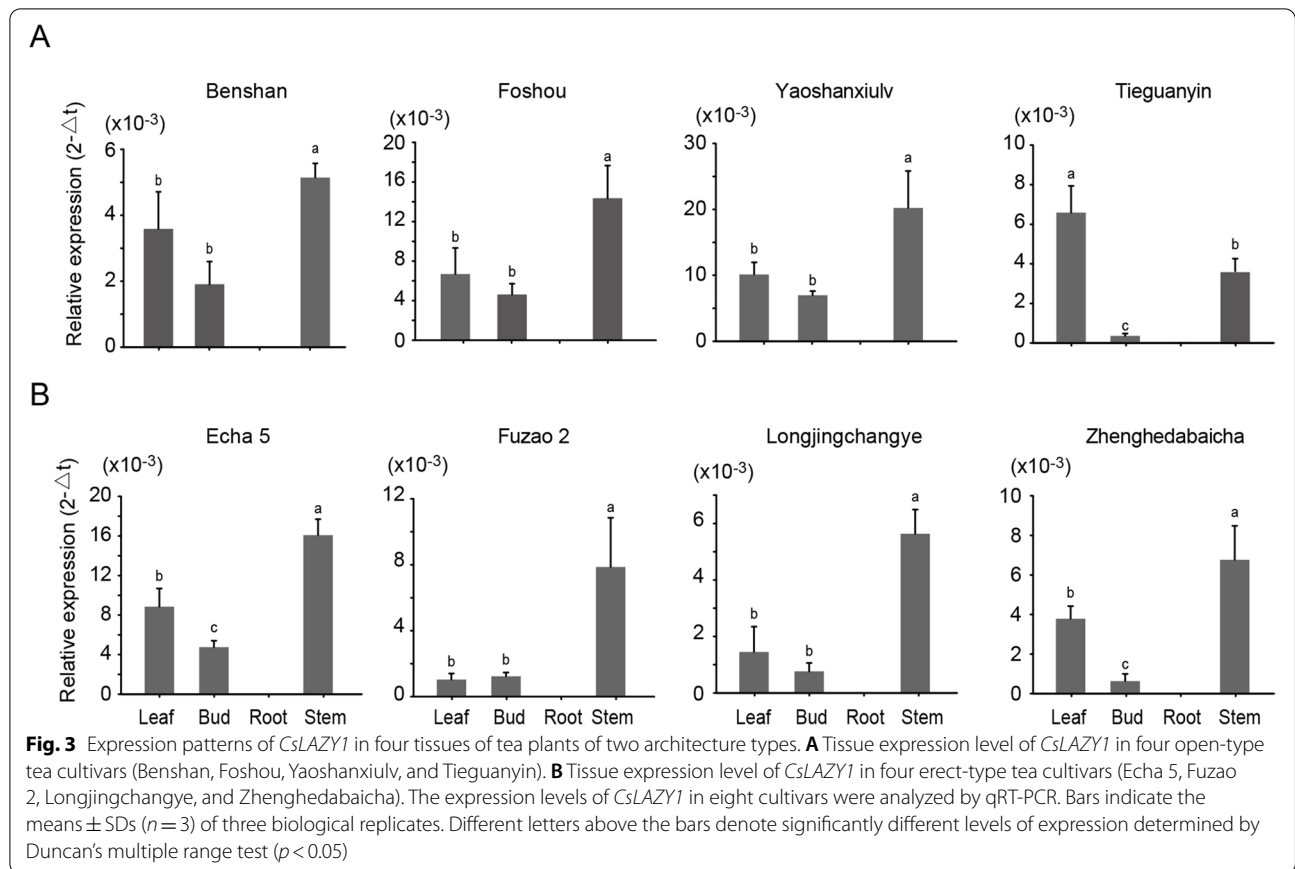 A
Benshan Foshou Yaoshanxiulv Tieguanyin
Relative expression (2-△t)
(x10-3) (x10-3) (x10-3) (x10-3)
6 4 2 0
b b a
20 16 12 8 4 0
b b a
30 20 10 0
b b a
10 8 6 4 2 0
a c b
B
Echa 5 Fuzao 2 Longjingchangye Zhenghedabaicha
Relative expression (2-△t)
(x10-3) (x10-3) (x10-3) (x10-3)
20 16 12 8 4 0
b c a
12 8 4 0
b b a
6 4 2 0
b b a
10 8 6 4 2 0
b c a
Leaf Bud Root Stem Leaf Bud Root Stem Leaf Bud Root Stem Leaf Bud Root Stem
Fig. 3 Expression patterns of CsLAZY1 in four tissues of tea plants of two architecture types. A Tissue expression level of CsLAZY1 in four open-type
tea cultivars (Benshan, Foshou, Yaoshanxiulv, and Tieguanyin). B Tissue expression level of CsLAZY1 in four erect-type tea cultivars (Echa 5, Fuzao
2, Longjingchangye, and Zhenghedabaicha). The expression levels of CsLAZY1 in eight cultivars were analyzed by qRT-PCR. Bars indicate the
means ± SDs (n = 3) of three biological replicates. Different letters above the bars denote significantly different levels of expression determined by
Duncan's multiple range test (p < 0.05)